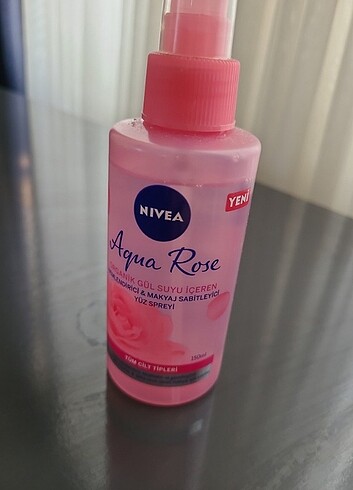 YENİ
NIVEA
Aqua Rose
ORGANİK GÜL SUYU İÇEREN
& MAKYAJ SABİTLEYİCİ
YÜZ SPREYİ
150ml
TÜM CİLT TİPLERİ